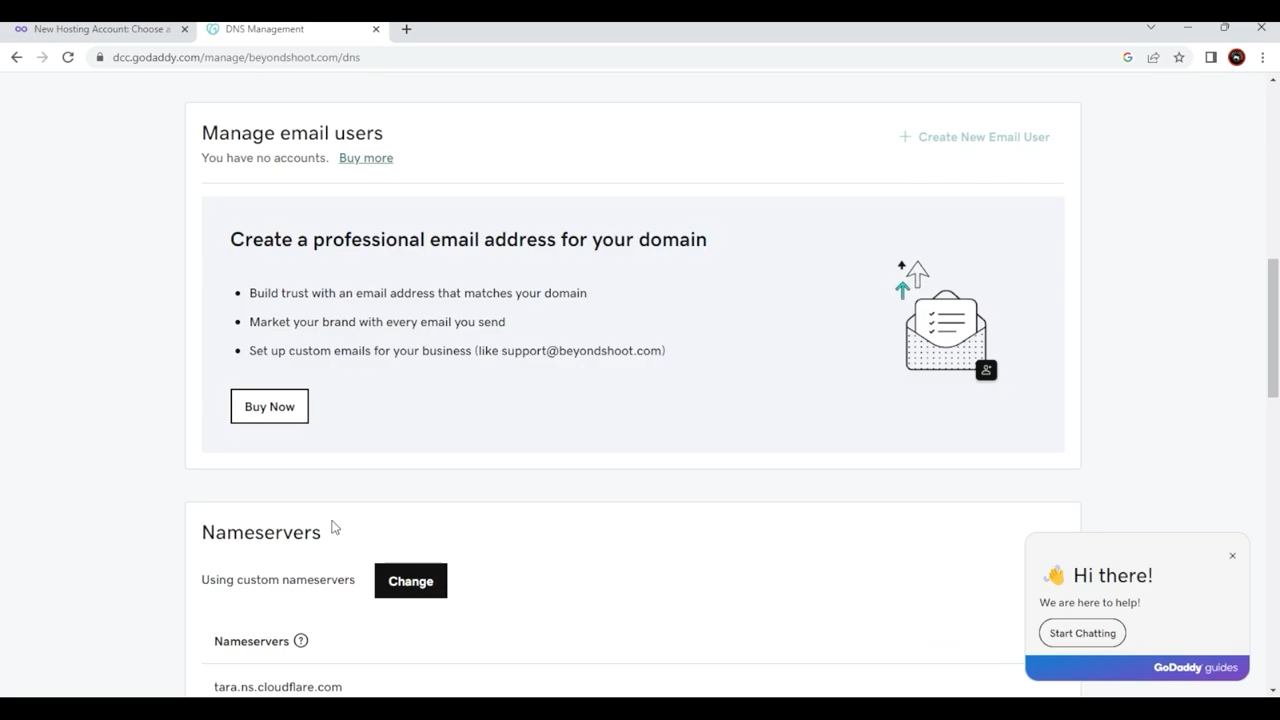 New Hosting Account: Choose a
DNS Management
dcc.godaddy.com/manage/beyondshoot.com/dns
Manage email users
+ Create New Email User
You have no accounts. Buy more
Create a professional email address for your domain
• Build trust with an email address that matches your domain
• Market your brand with every email you send
• Set up custom emails for your business (like support@beyondshoot.com)
Buy Now
Nameservers
Using custom nameservers
Change
Nameservers ?
tara.ns.cloudflare.com
👋 Hi there!
We are here to help!
Start Chatting
GoDaddy guides